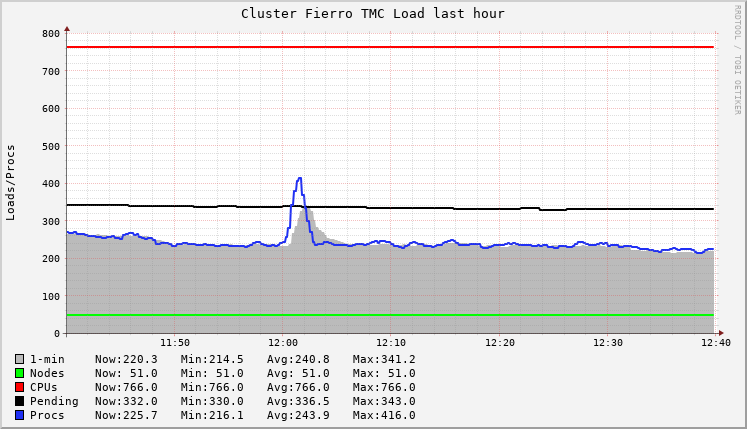 Cluster Fierro TMC Load last hour
RRDTOOL / TOBI OETIKER
Loads/Procs
800
700
600
500
400
300
200
100
0
11:50 12:00 12:10 12:20 12:30 12:40
1-min Now:220.3 Min:214.5 Avg:240.8 Max:341.2
Nodes Now: 51.0 Min: 51.0 Avg: 51.0 Max: 51.0
CPUs Now:766.0 Min:766.0 Avg:766.0 Max:766.0
Pending Now:332.0 Min:330.0 Avg:336.5 Max:343.0
Procs Now:225.7 Min:216.1 Avg:243.9 Max:416.0